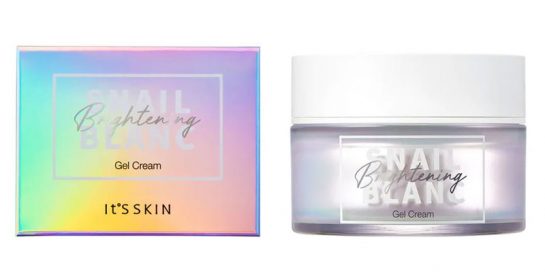 SNAIL
Brightening
BLANC
Gel Cream
It'S SKIN
SNAIL
Brightening
BLANC
Gel Cream